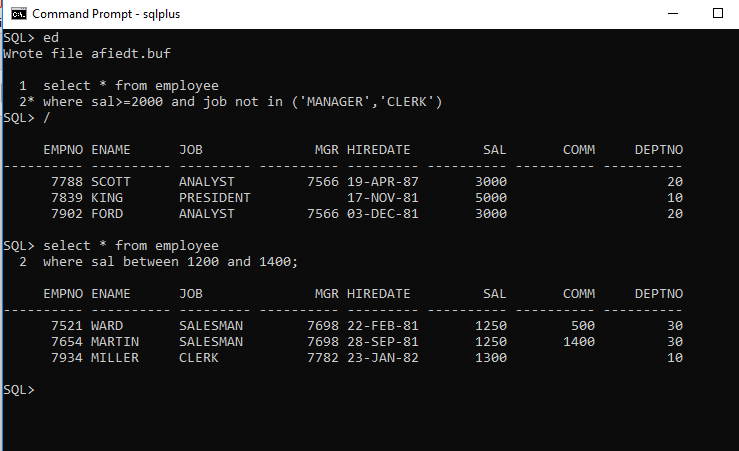 Command Prompt - sqlplus
SQL> ed
Wrote file afiedt.buf
  1  select * from employee
  2* where sal>=2000 and job not in ('MANAGER','CLERK')
SQL> /
     EMPNO ENAME      JOB              MGR HIREDATE         SAL       COMM     DEPTNO
---------- ---------- --------- ---------- --------- ---------- ---------- ----------
      7788 SCOTT      ANALYST         7566 19-APR-87       3000                    20
      7839 KING       PRESIDENT            17-NOV-81       5000                    10
      7902 FORD       ANALYST         7566 03-DEC-81       3000                    20
SQL> select * from employee
  2  where sal between 1200 and 1400;
     EMPNO ENAME      JOB              MGR HIREDATE         SAL       COMM     DEPTNO
---------- ---------- --------- ---------- --------- ---------- ---------- ----------
      7521 WARD       SALESMAN        7698 22-FEB-81       1250        500         30
      7654 MARTIN     SALESMAN        7698 28-SEP-81       1250       1400         30
      7934 MILLER     CLERK           7782 23-JAN-82       1300                    10
SQL>